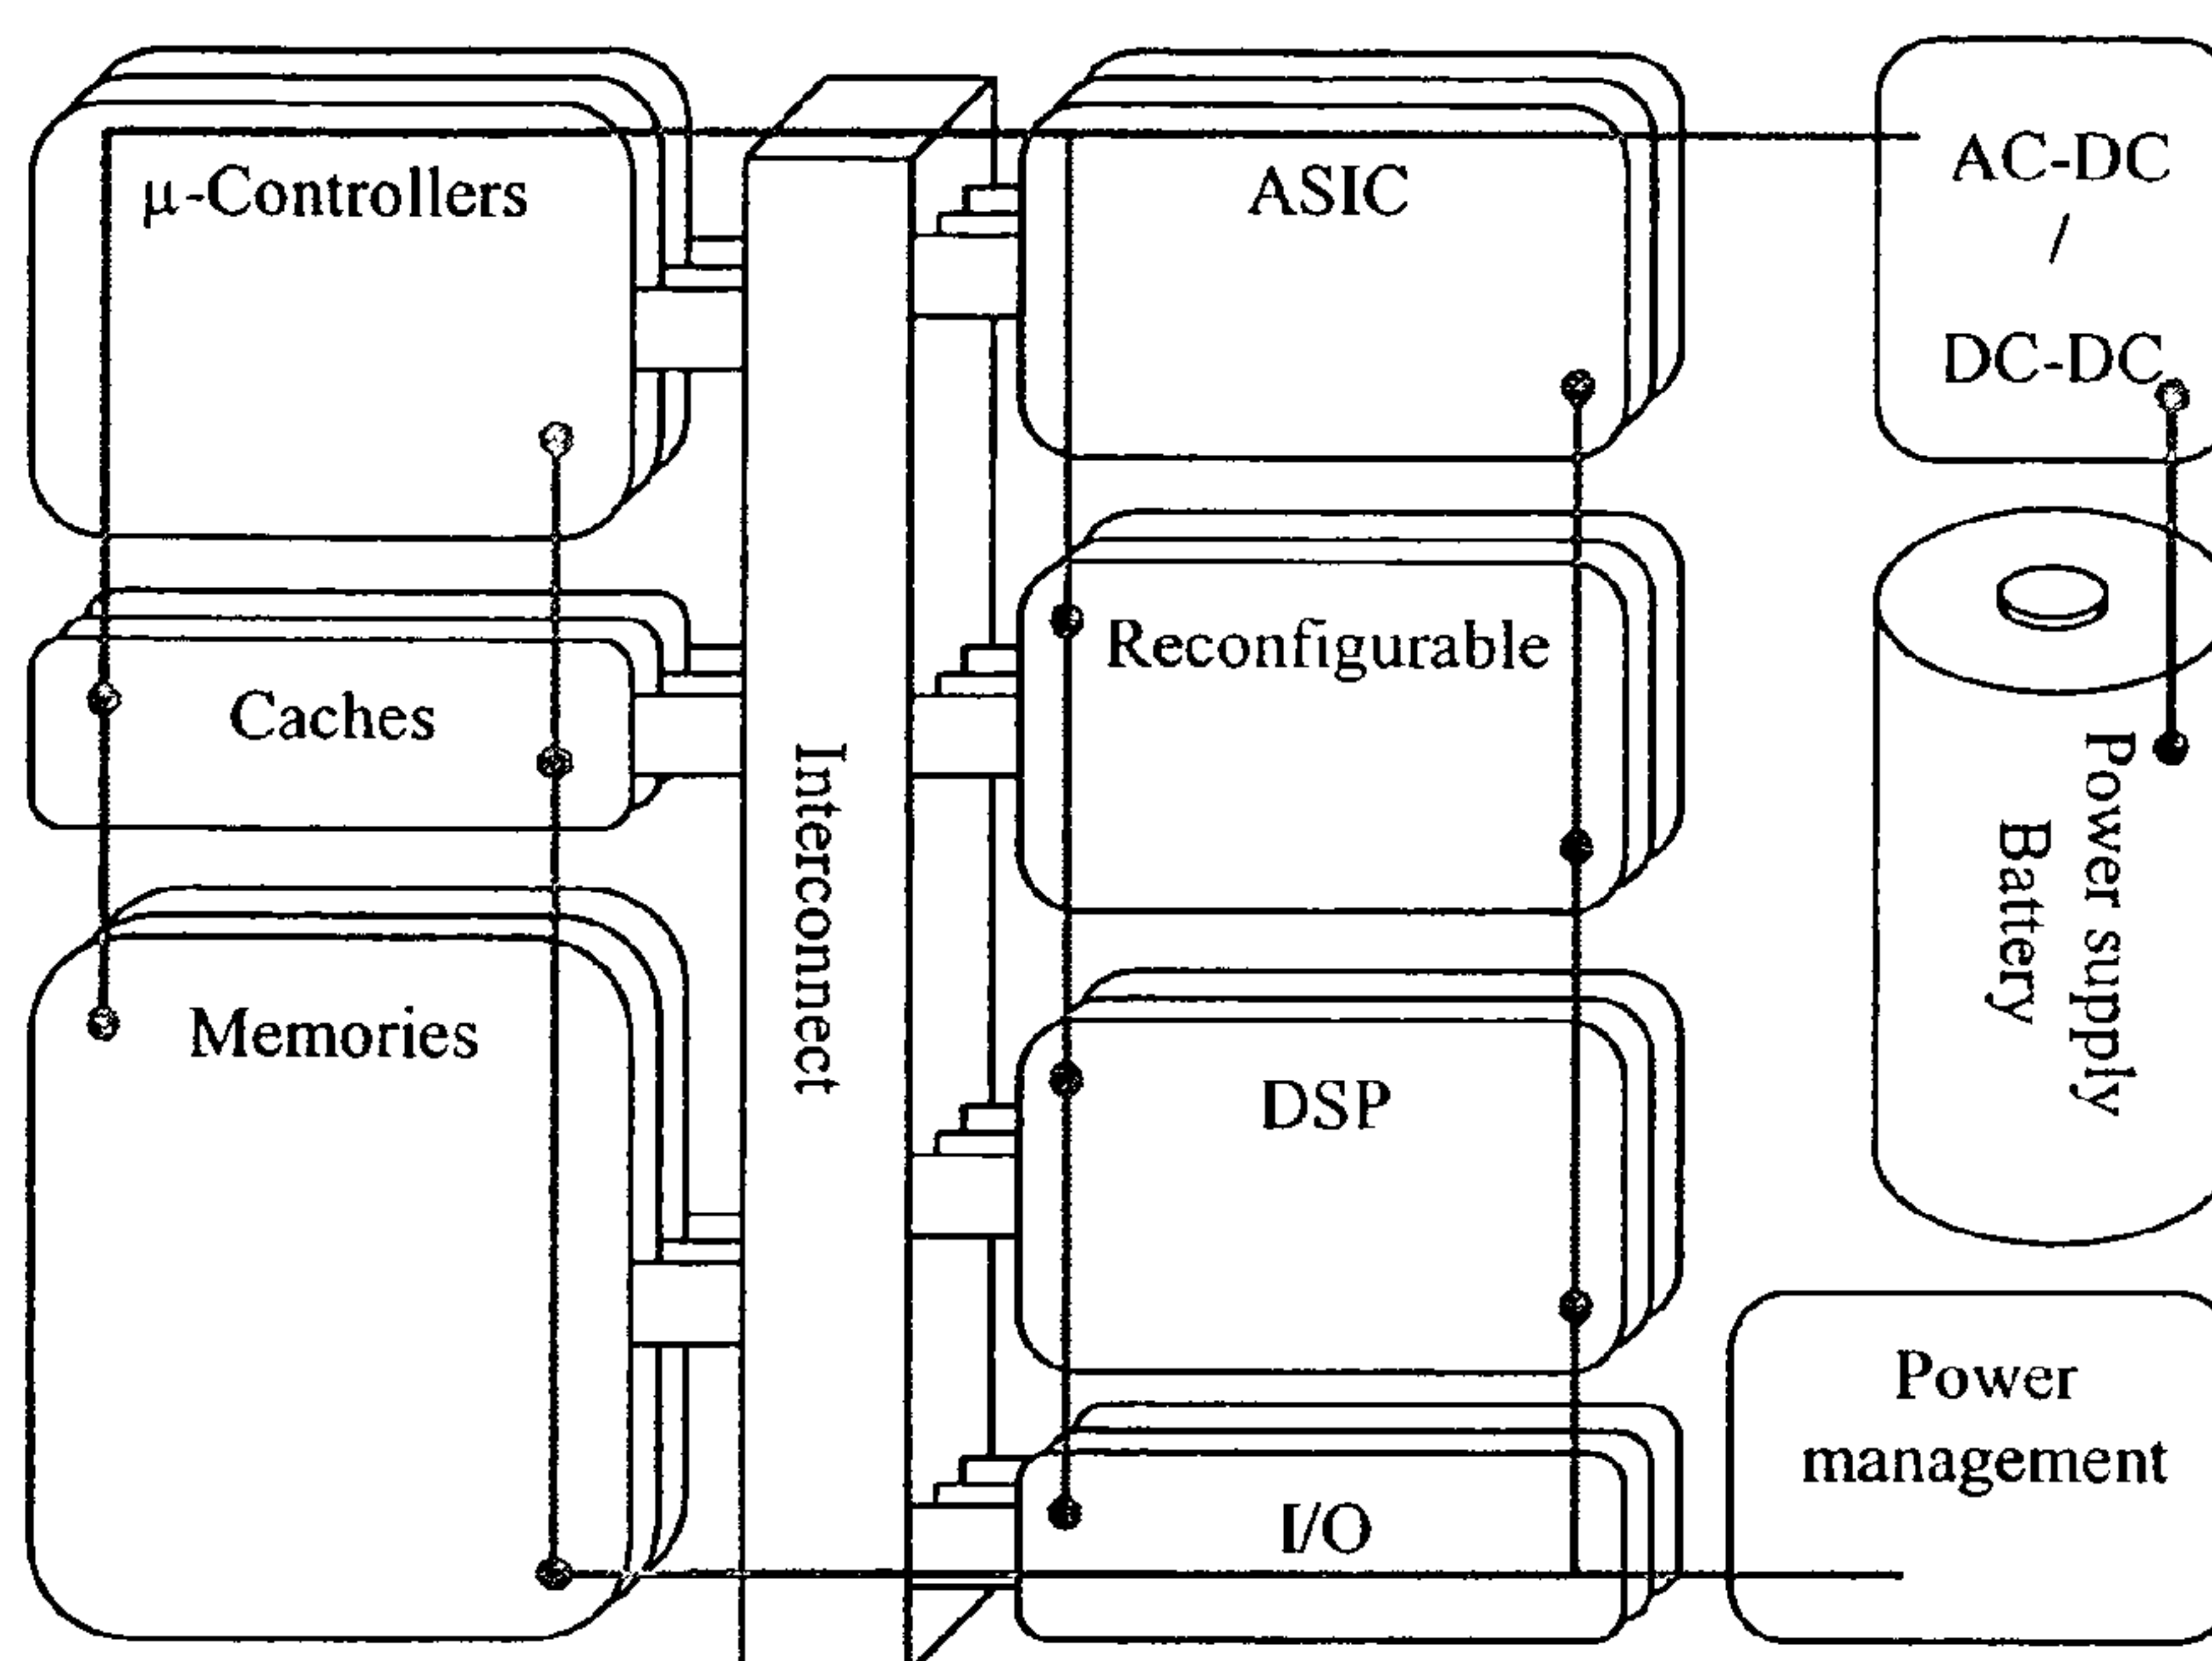 μ-Controllers
Caches
Memories
Interconnect
ASIC
Reconfigurable
DSP
I/O
AC-DC
/
DC-DC
Power supply
Battery
Power
management